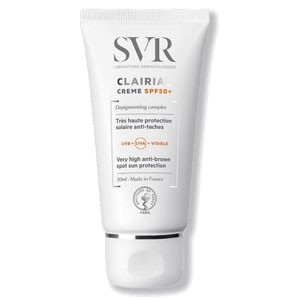 SVR
LABORATOIRE DERMATOLOGIQUE
CLAIRIAL
CREME SPF50+
Depigmenting complex
Très haute protection
solaire anti-taches
UVB + UVA + VISIBLE
Very high anti-brown
spot sun protection
50ml - Made in France
PARIS